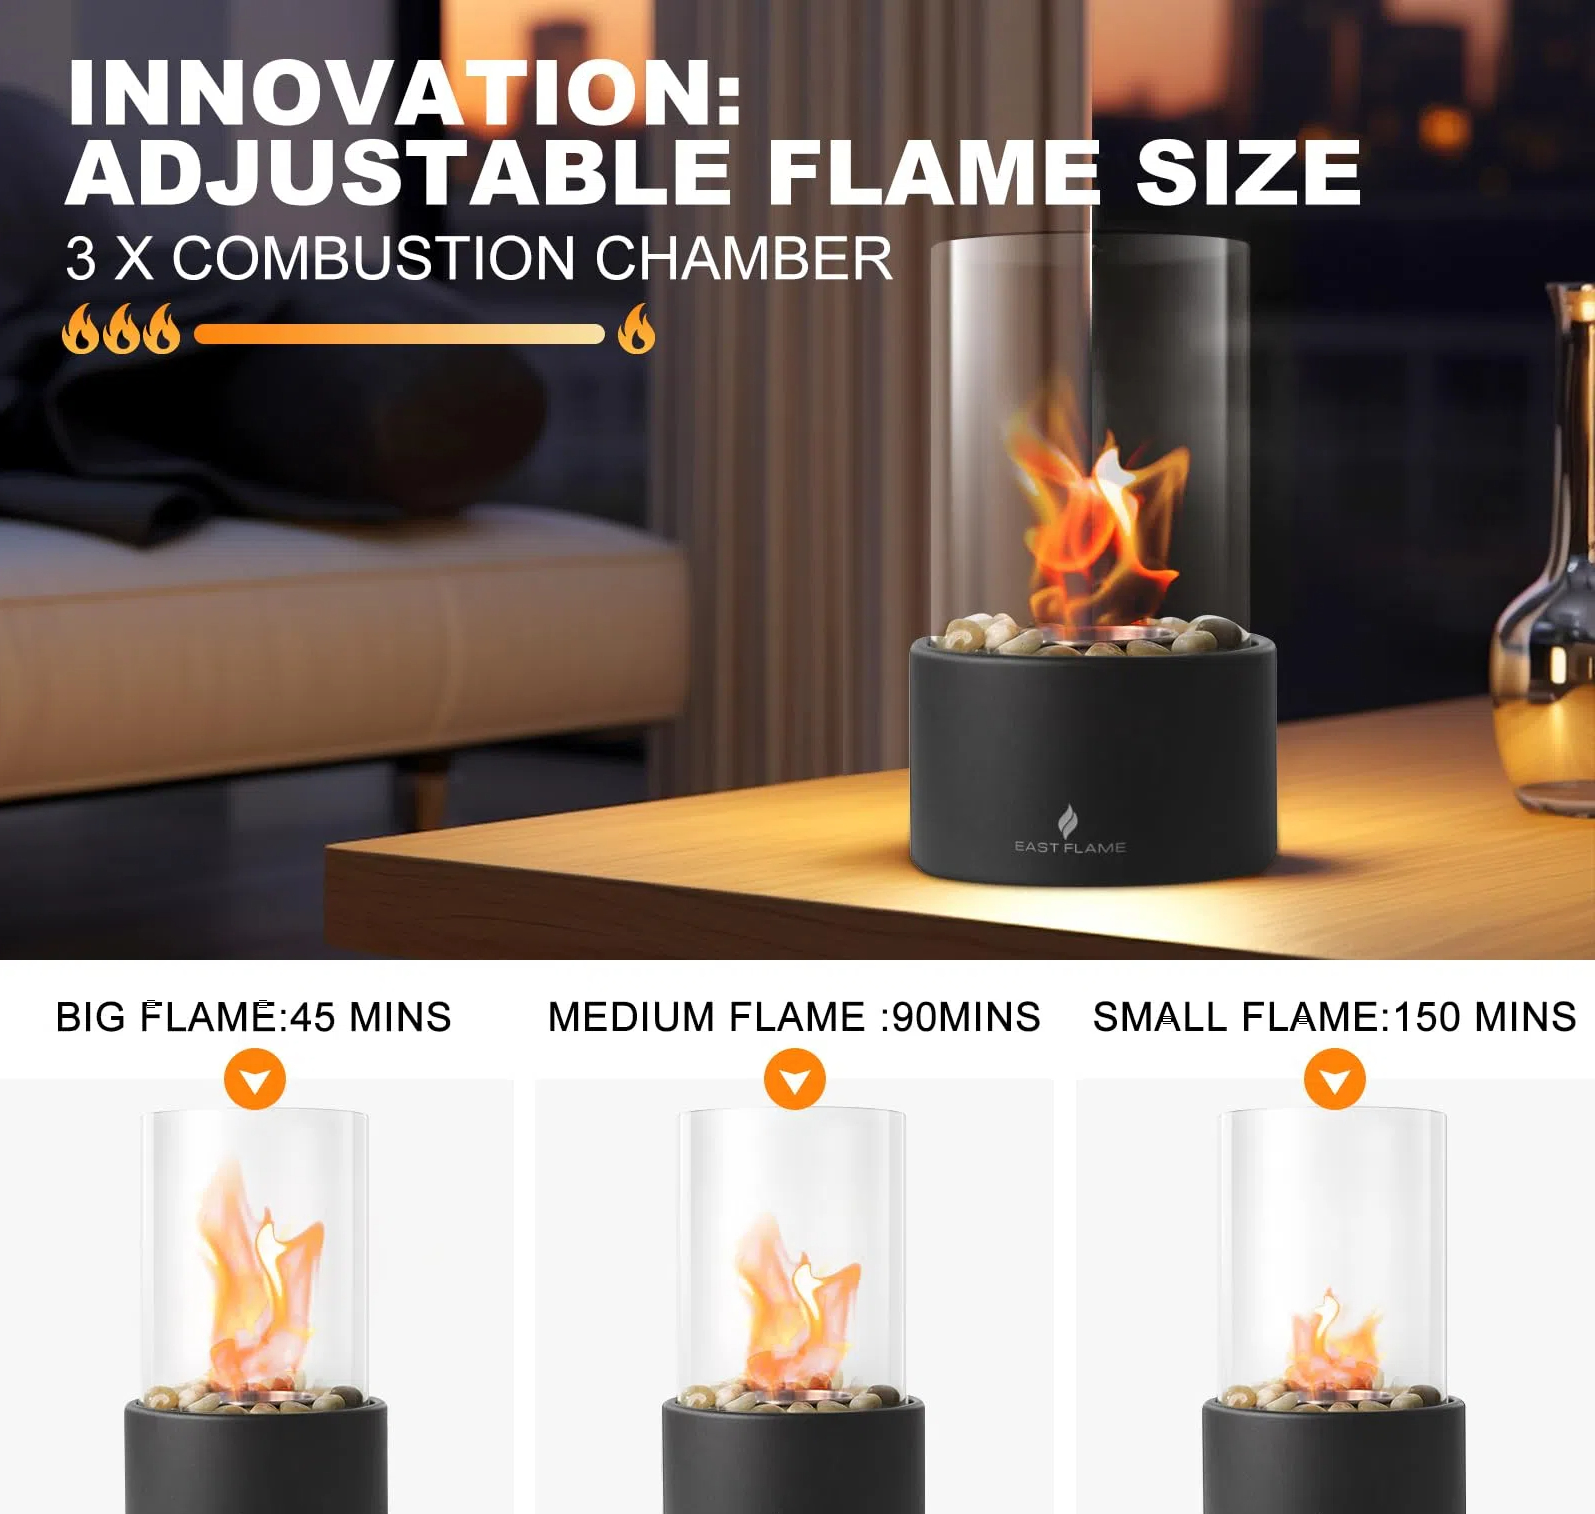 INNOVATION:
ADJUSTABLE FLAME SIZE
3 X COMBUSTION CHAMBER
EAST FLAME
BIG FLAME:45 MINS
MEDIUM FLAME :90MINS
SMALL FLAME:150 MINS